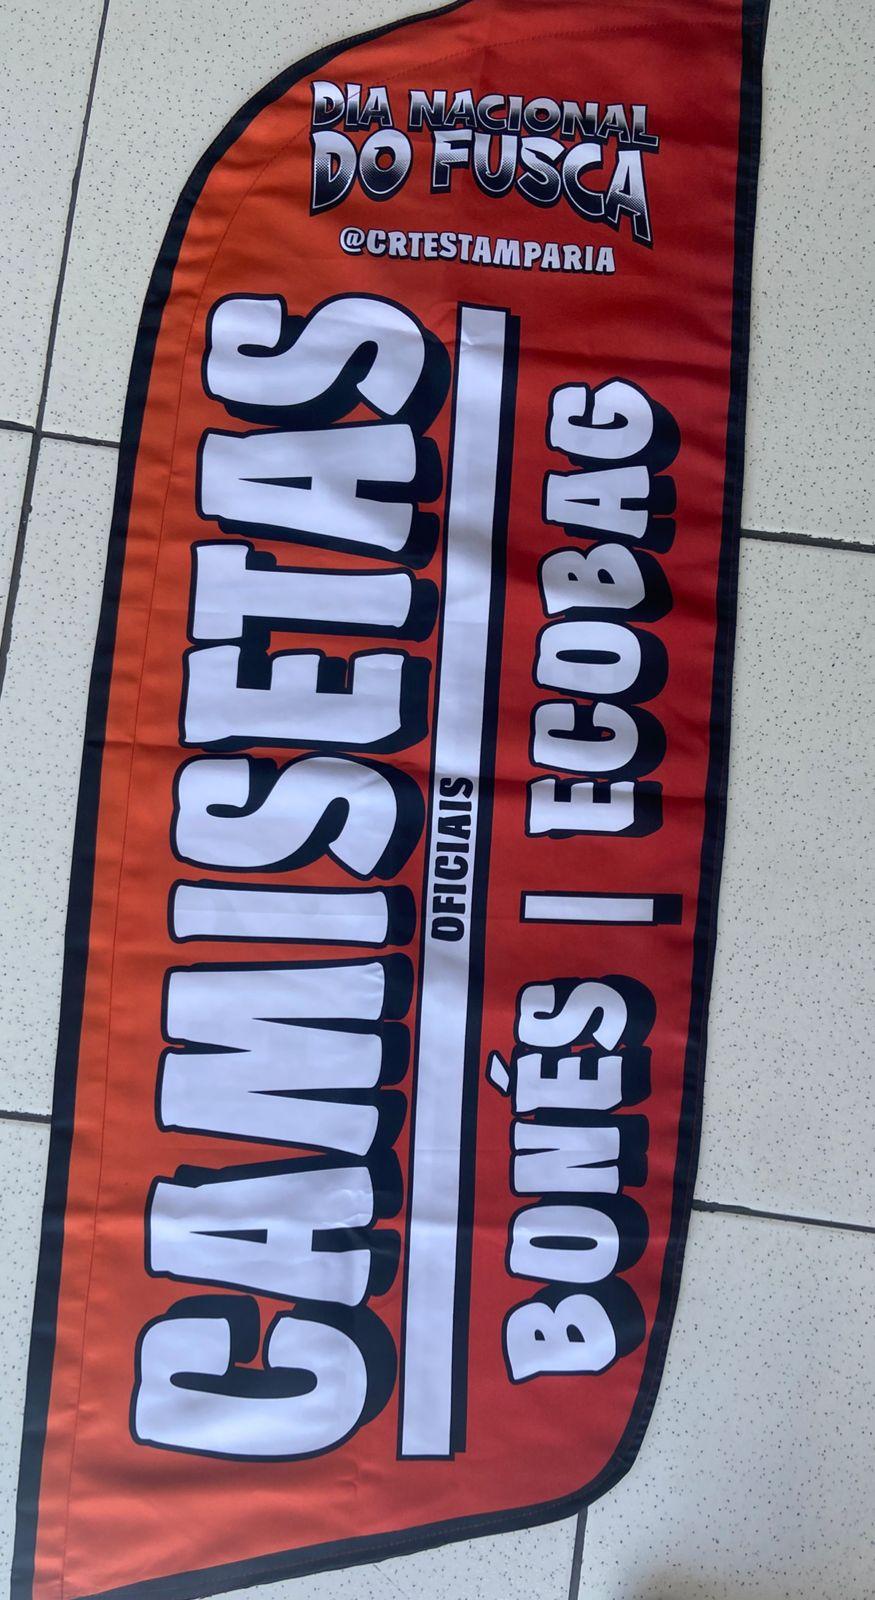 DIA NACIONAL
DO FUSCA
@CRTESTAMPARIA
CAMISETAS
OFICIAIS
BONÉS | ECOBAG